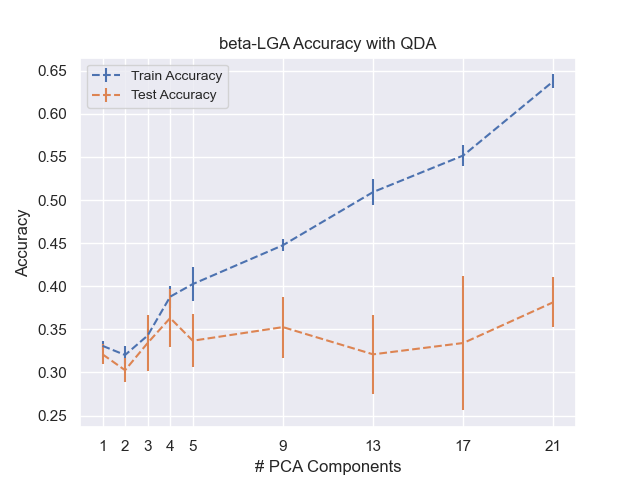 beta-LGA Accuracy with QDA
Train Accuracy
Test Accuracy
0.65
0.60
0.55
0.50
0.45
0.40
0.35
0.30
0.25
Accuracy
1 2 3 4 5 9 13 17 21
# PCA Components